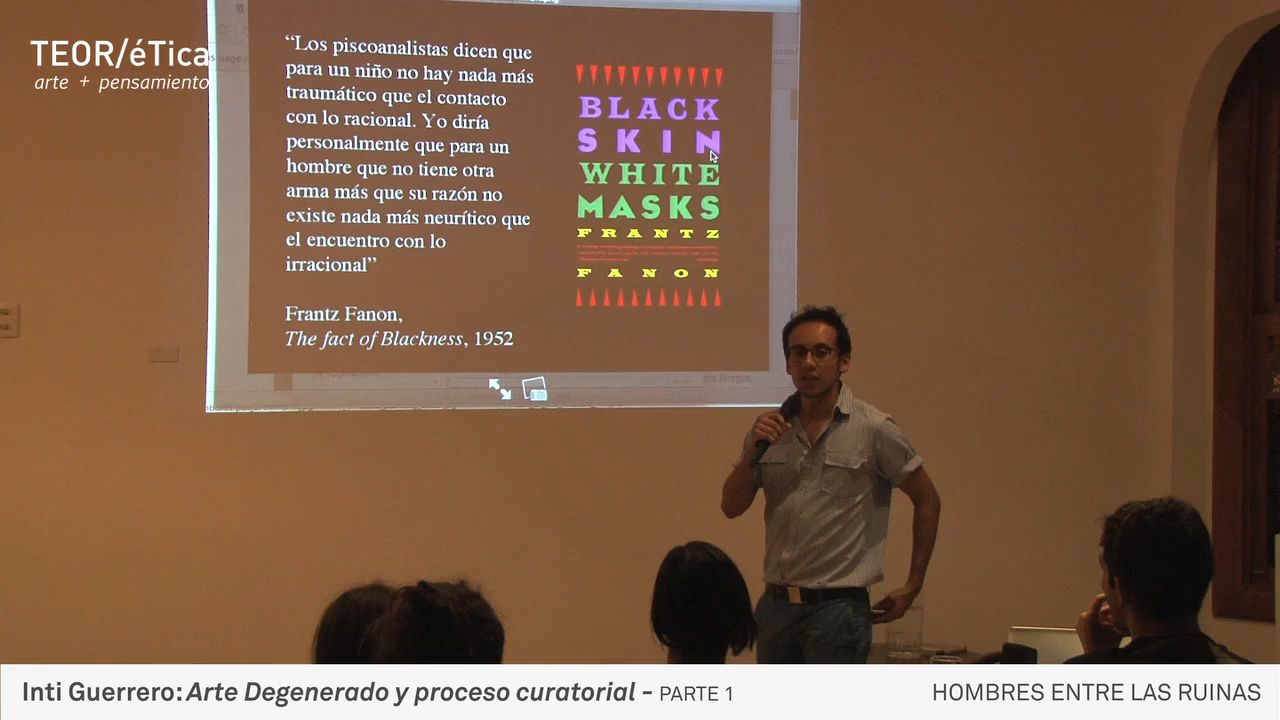 TEOR/éTica
arte + pensamiento
“Los piscoanalistas dicen que
para un niño no hay nada más
traumático que el contacto
con lo racional. Yo diría
personalmente que para un
hombre que no tiene otra
arma más que su razón no
existe nada más neurítico que
el encuentro con lo
irracional”
Frantz Fanon,
The fact of Blackness, 1952
BLACK
SKIN
WHITE
MASKS
FRANTZ
FANON
Inti Guerrero: Arte Degenerado y proceso curatorial - PARTE 1
HOMBRES ENTRE LAS RUINAS